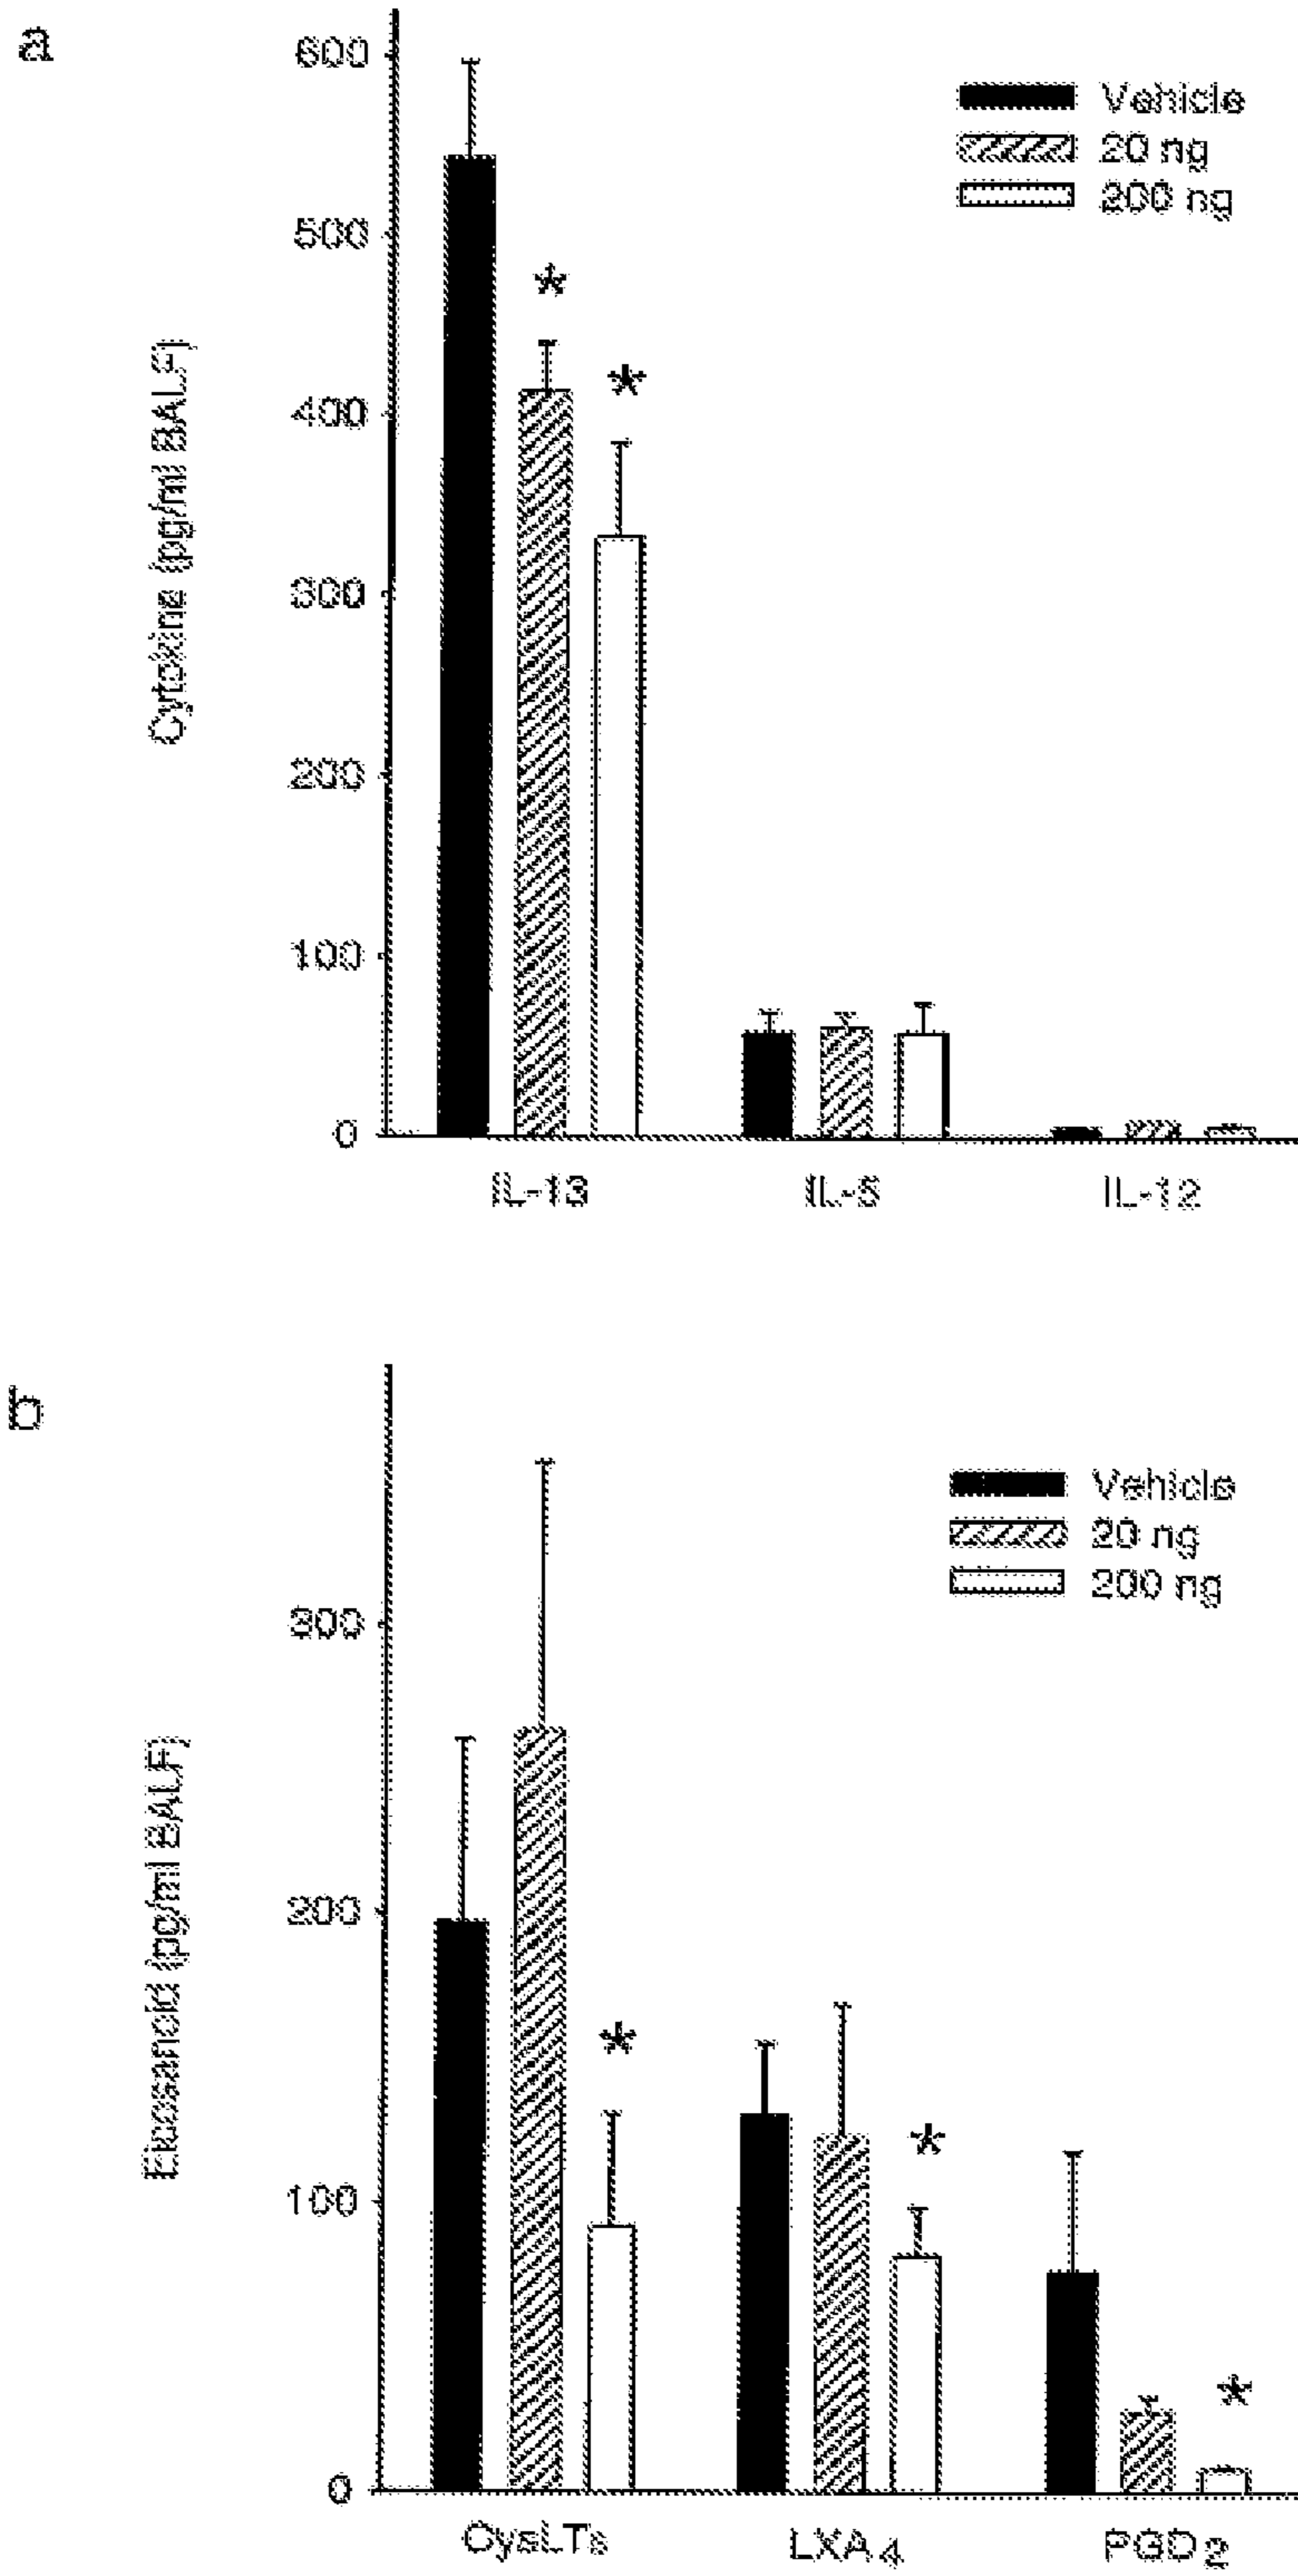 a
Cytokine (pg/ml BALF)
600
500
400
300
200
100
0
Vehicle
20 ng
200 ng
*
*
IL-13
IL-5
IL-12
b
Eicosanoid (pg/ml BALF)
300
200
100
0
Vehicle
20 ng
200 ng
*
*
*
CysLTs
LXA4
PGD2